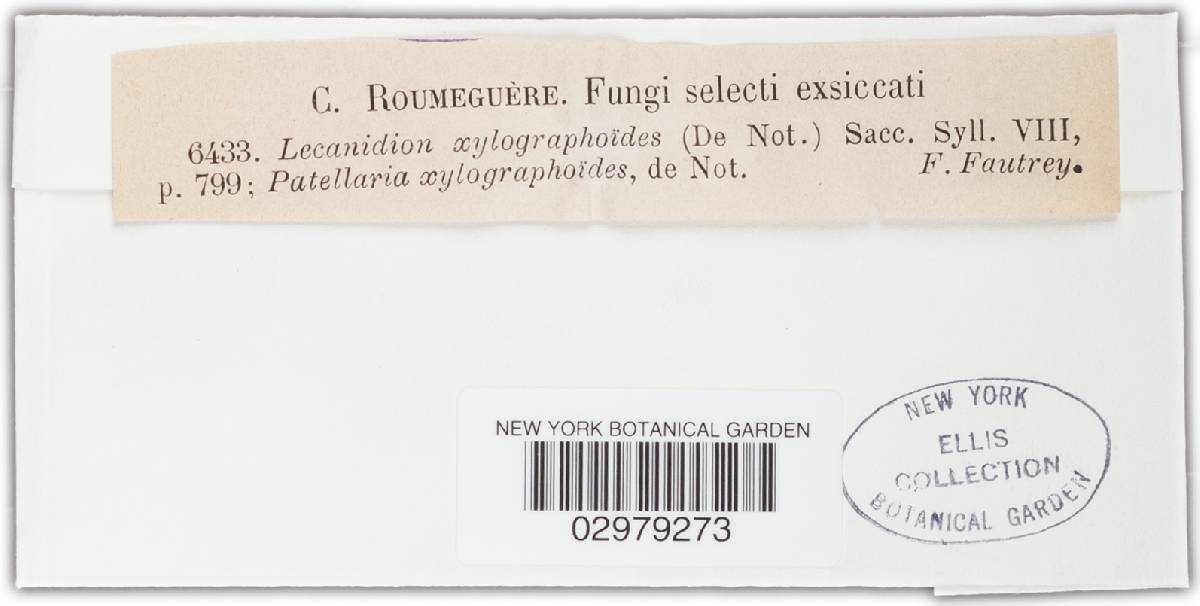 C. ROUMEGUÈRE. Fungi selecti exsiccati
6433. Lecanidion xylographoïdes (De Not.) Sacc. Syll. VIII,
p. 799; Patellaria xylographoïdes, de Not. F. Fautrey.
NEW YORK BOTANICAL GARDEN
02979273
NEW YORK
ELLIS
COLLECTION
BOTANICAL GARDEN